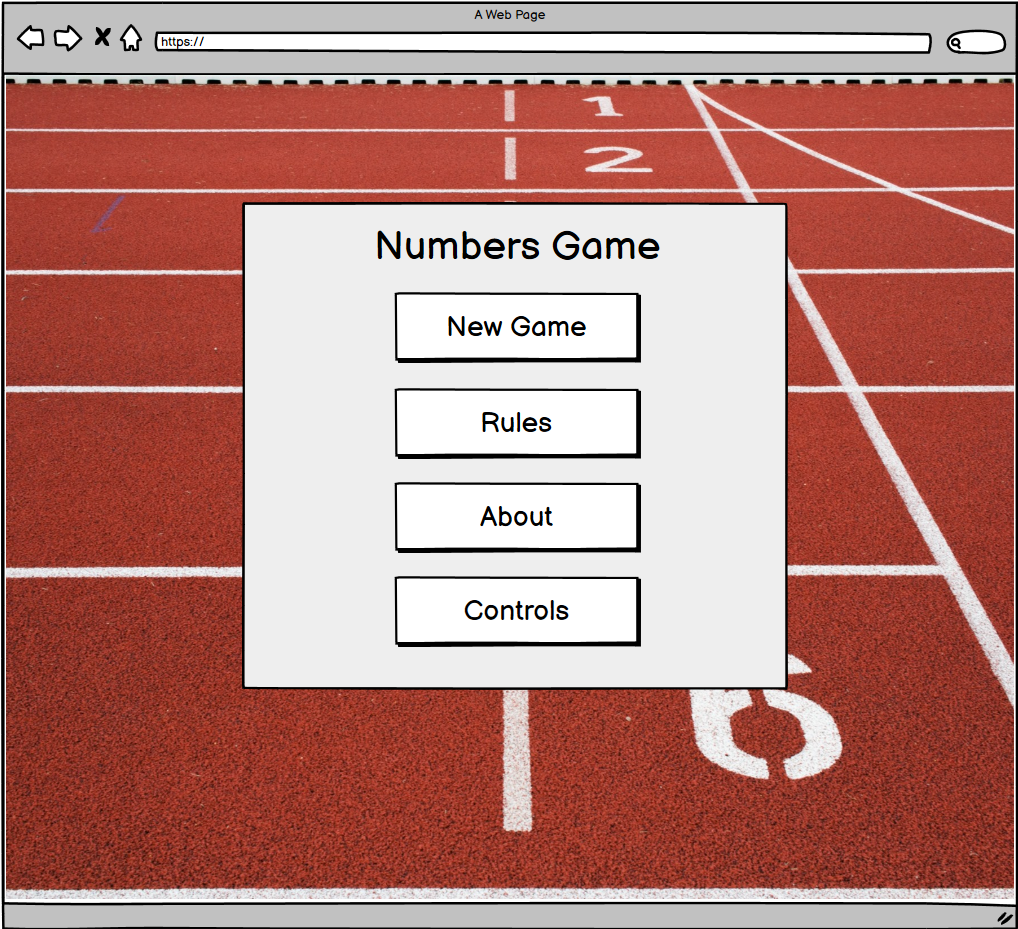 A Web Page
https://
1
2
Numbers Game
New Game
Rules
About
Controls
6